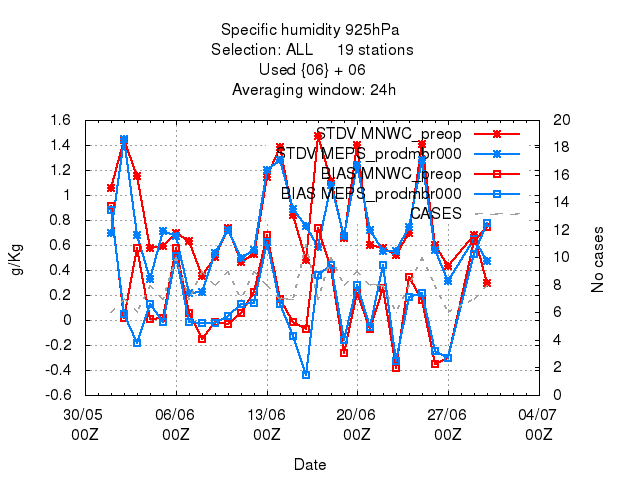 Specific humidity 925hPa
Selection: ALL     19 stations
Used {06} + 06
Averaging window: 24h
STDV MNWC_preop
STDV MEPS_prodmbr000
BIAS MNWC_preop
BIAS MEPS_prodmbr000
CASES
g/Kg
1.6
1.4
1.2
1
0.8
0.6
0.4
0.2
0
-0.2
-0.4
-0.6
No cases
20
18
16
14
12
10
8
6
4
2
0
30/05 06/06 13/06 20/06 27/06 04/07
00Z 00Z 00Z 00Z 00Z 00Z
Date